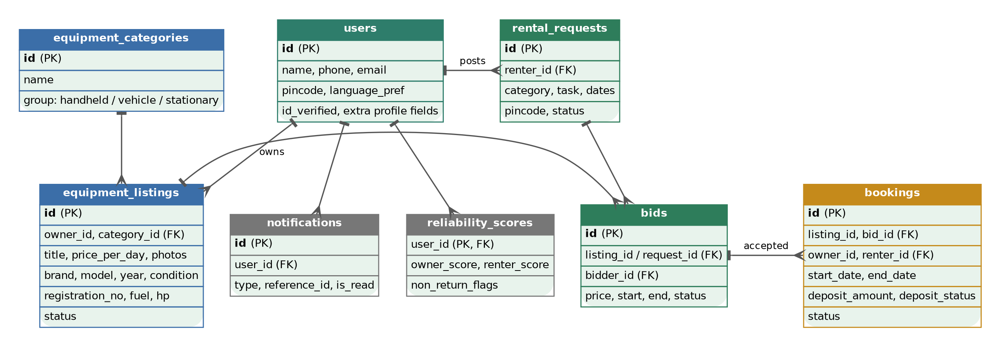 equipment_categories
id (PK)
name
group: handheld / vehicle / stationary
users
id (PK)
name, phone, email
pincode, language_pref
id_verified, extra profile fields
posts
rental_requests
id (PK)
renter_id (FK)
category, task, dates
pincode, status
owns
equipment_listings
id (PK)
owner_id, category_id (FK)
title, price_per_day, photos
brand, model, year, condition
registration_no, fuel, hp
status
notifications
id (PK)
user_id (FK)
type, reference_id, is_read
reliability_scores
user_id (PK, FK)
owner_score, renter_score
non_return_flags
bids
id (PK)
listing_id / request_id (FK)
bidder_id (FK)
price, start, end, status
accepted
bookings
id (PK)
listing_id, bid_id (FK)
owner_id, renter_id (FK)
start_date, end_date
deposit_amount, deposit_status
status